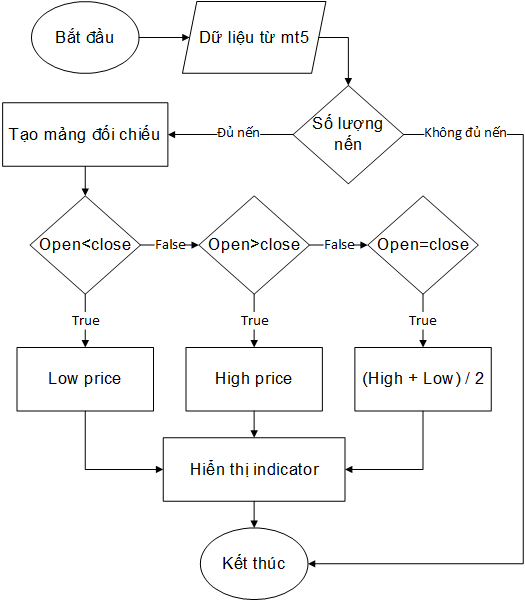 Bắt đầu
Dữ liệu từ mt5
Số lượng
nến
Đủ nến
Không đủ nến
Tạo mảng đối chiếu
Open<close
False
Open>close
False
Open=close
True
True
True
Low price
High price
(High + Low) / 2
Hiển thị indicator
Kết thúc